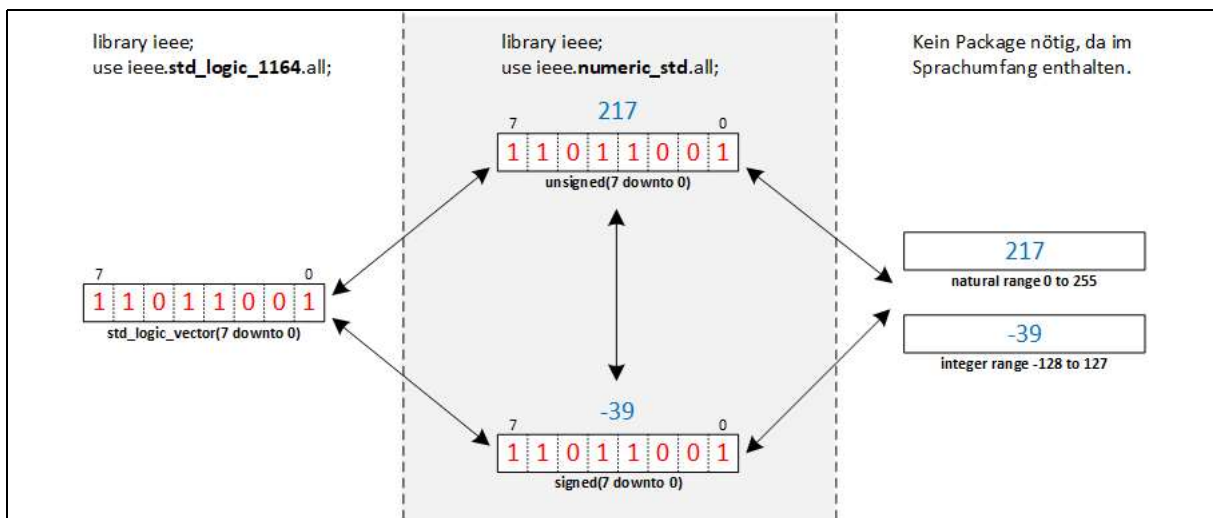 library ieee;
use ieee.std_logic_1164.all;
library ieee;
use ieee.numeric_std.all;
Kein Package nötig, da im
Sprachumfang enthalten.
217
7 0
1 1 0 1 1 0 0 1
unsigned(7 downto 0)
7 0
1 1 0 1 1 0 0 1
std_logic_vector(7 downto 0)
217
natural range 0 to 255
-39
integer range -128 to 127
-39
7 0
1 1 0 1 1 0 0 1
signed(7 downto 0)